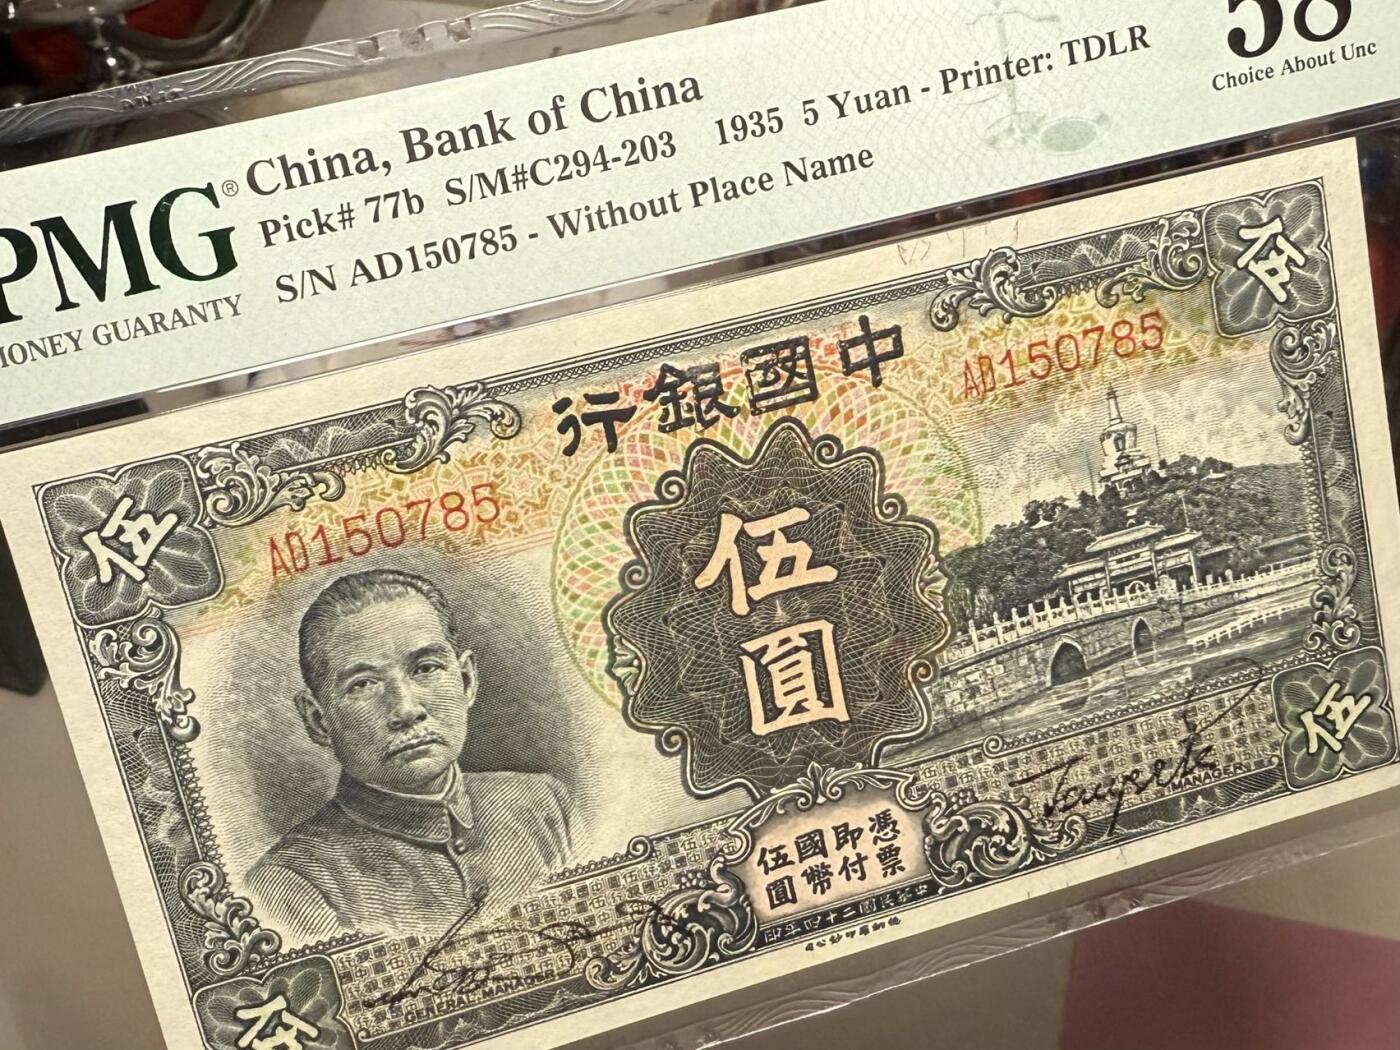 58
Choice About Unc
PMG®
MONEY GUARANTY
China, Bank of China
Pick# 77b S/M#C294-203 1935 5 Yuan - Printer: TDLR
S/N AD150785 - Without Place Name
中國銀行
伍
伍
AD150785
AD150785
伍圓
憑票
即付
國幣
伍圓
GENERAL MANAGER
MANAGER
伍
伍